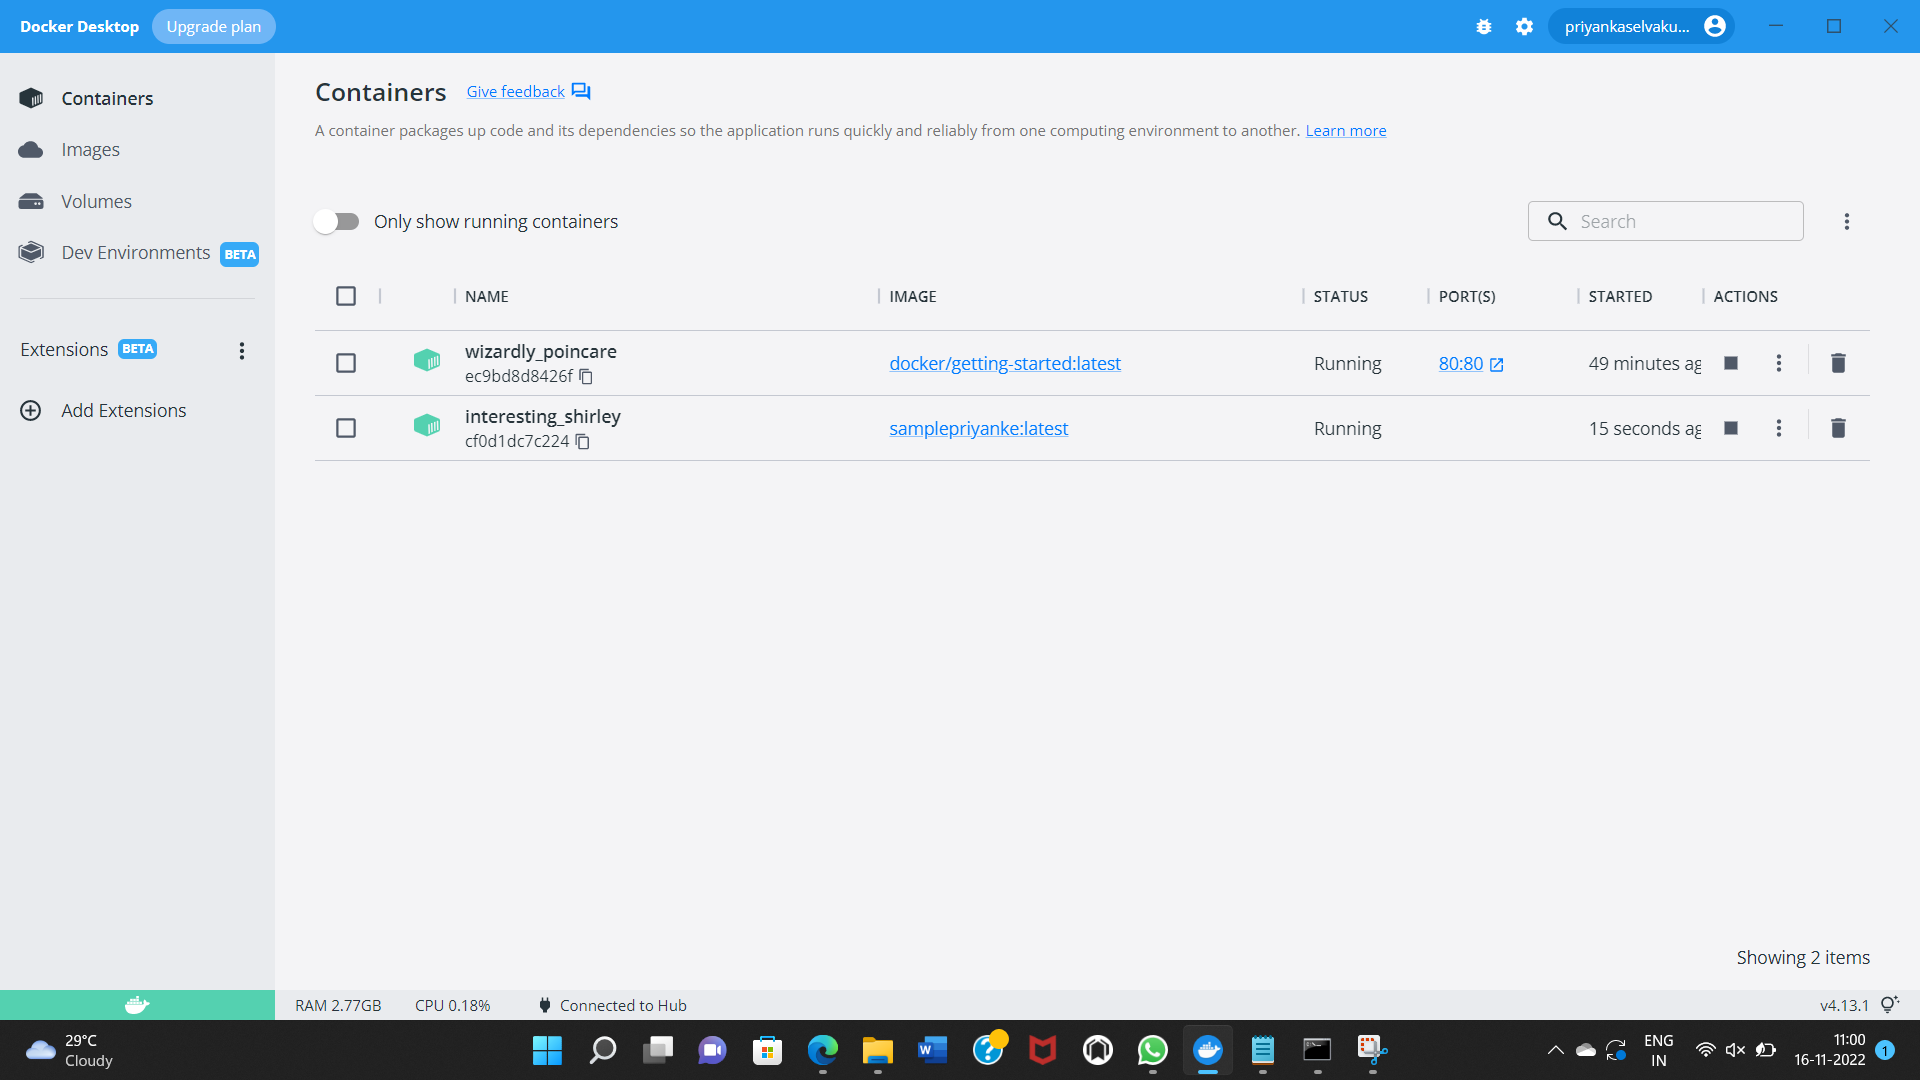 Docker Desktop Upgrade plan priyankaselvaku...
Containers
Images
Volumes
Dev Environments BETA
Extensions BETA
Add Extensions
Containers Give feedback
A container packages up code and its dependencies so the application runs quickly and reliably from one computing environment to another. Learn more
Only show running containers Search
NAME IMAGE STATUS PORT(S) STARTED ACTIONS
wizardly_poincare
ec9bd8d8426f docker/getting-started:latest Running 80:80 49 minutes ag
interesting_shirley
cf0d1dc7c224 samplepriyanke:latest Running 15 seconds ag
Showing 2 items
RAM 2.77GB CPU 0.18% Connected to Hub v4.13.1
29°C
Cloudy
ENG
IN
11:00
16-11-2022
1